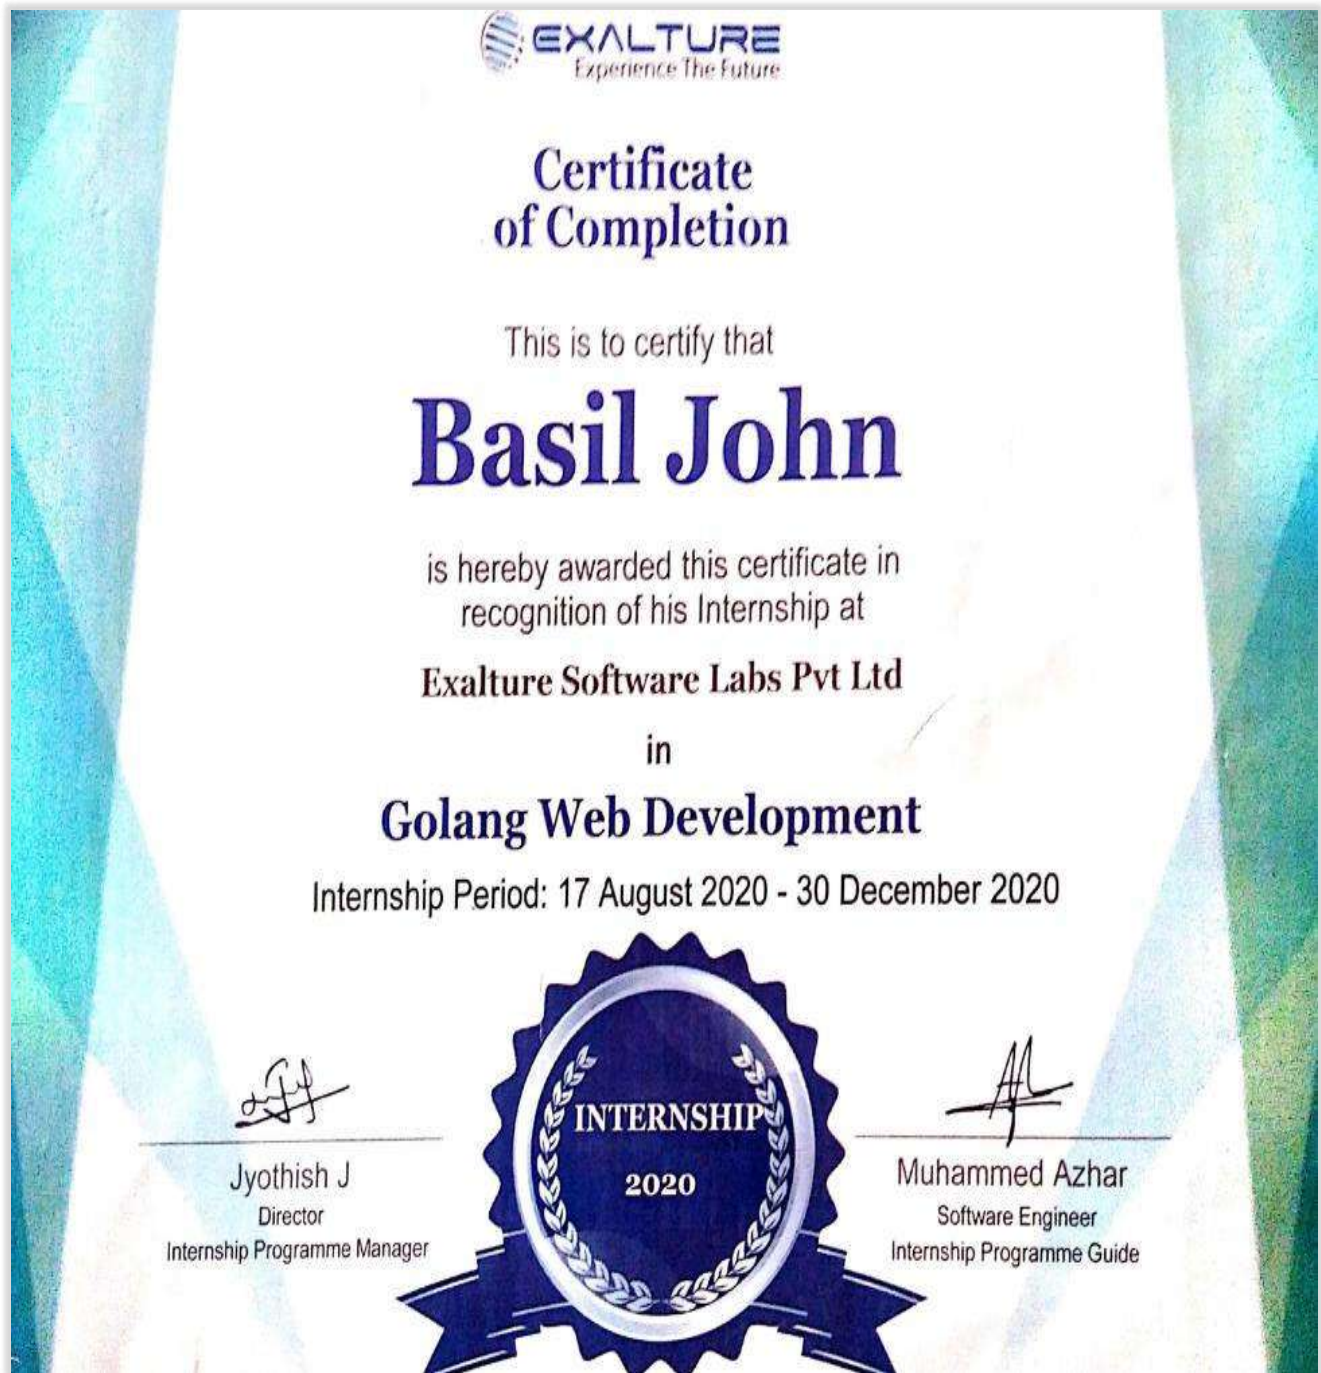 EXALTURE
Experience The Future
Certificate
of Completion
This is to certify that
Basil John
is hereby awarded this certificate in
recognition of his Internship at
Exalture Software Labs Pvt Ltd
in
Golang Web Development
Internship Period: 17 August 2020 - 30 December 2020
INTERNSHIP
2020
Jyothish J
Director
Internship Programme Manager
Muhammed Azhar
Software Engineer
Internship Programme Guide